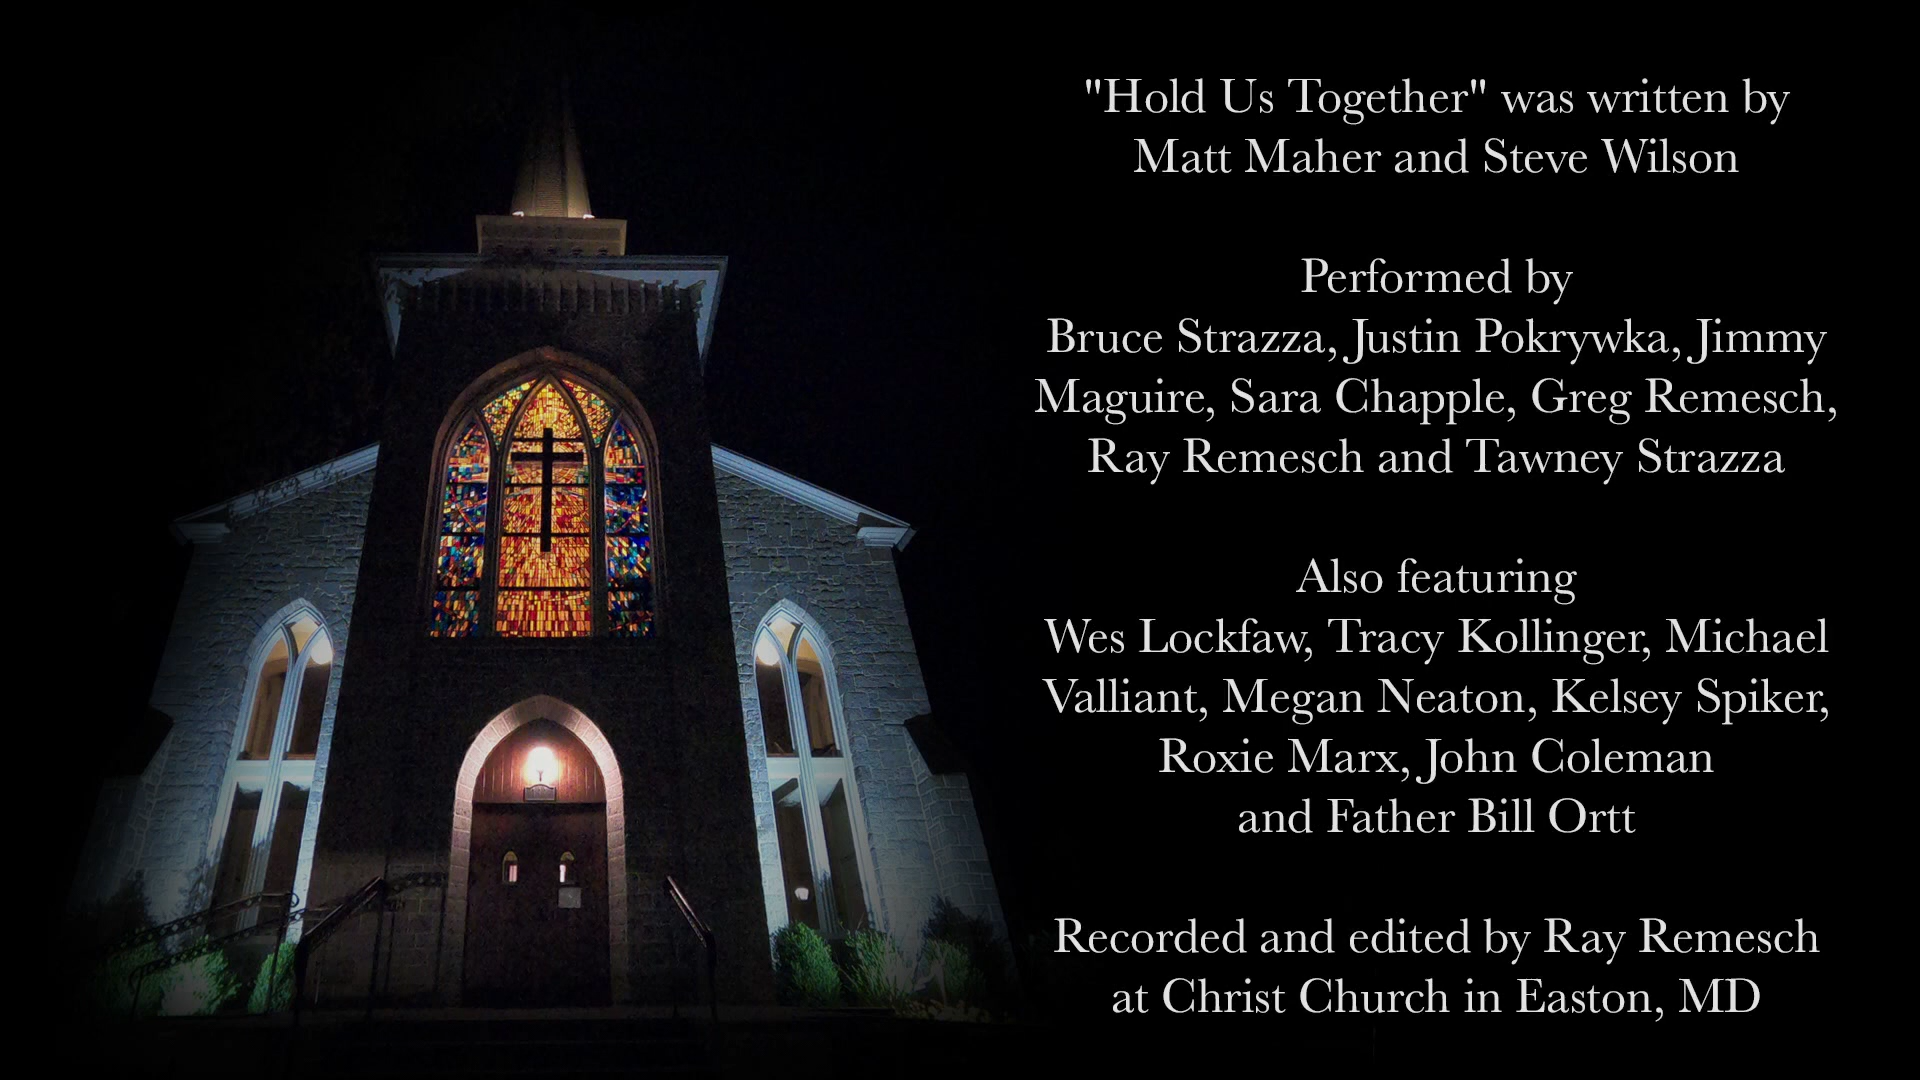 "Hold Us Together" was written by
Matt Maher and Steve Wilson
Performed by
Bruce Strazza, Justin Pokrywka, Jimmy
Maguire, Sara Chapple, Greg Remesch,
Ray Remesch and Tawney Strazza
Also featuring
Wes Lockfaw, Tracy Kollinger, Michael
Valliant, Megan Neaton, Kelsey Spiker,
Roxie Marx, John Coleman
and Father Bill Ortt
Recorded and edited by Ray Remesch
at Christ Church in Easton, MD